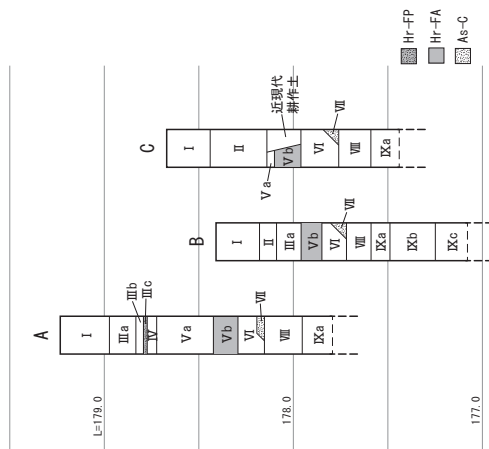 A
I
Ⅲa
Ⅲb
Ⅲc
Ⅳ
Ⅴa
Ⅴb
Ⅵ
Ⅶ
Ⅷ
Ⅸa
B
I
Ⅱ
Ⅲa
Ⅴb
Ⅵ
Ⅶ
Ⅷ
Ⅸa
Ⅸb
Ⅸc
C
I
Ⅱ
近現代
耕作土
Ⅴa
Ⅴb
Ⅵ
Ⅶ
Ⅷ
Ⅸa
L=179.0
178.0
177.0
Hr-FP
Hr-FA
As-C